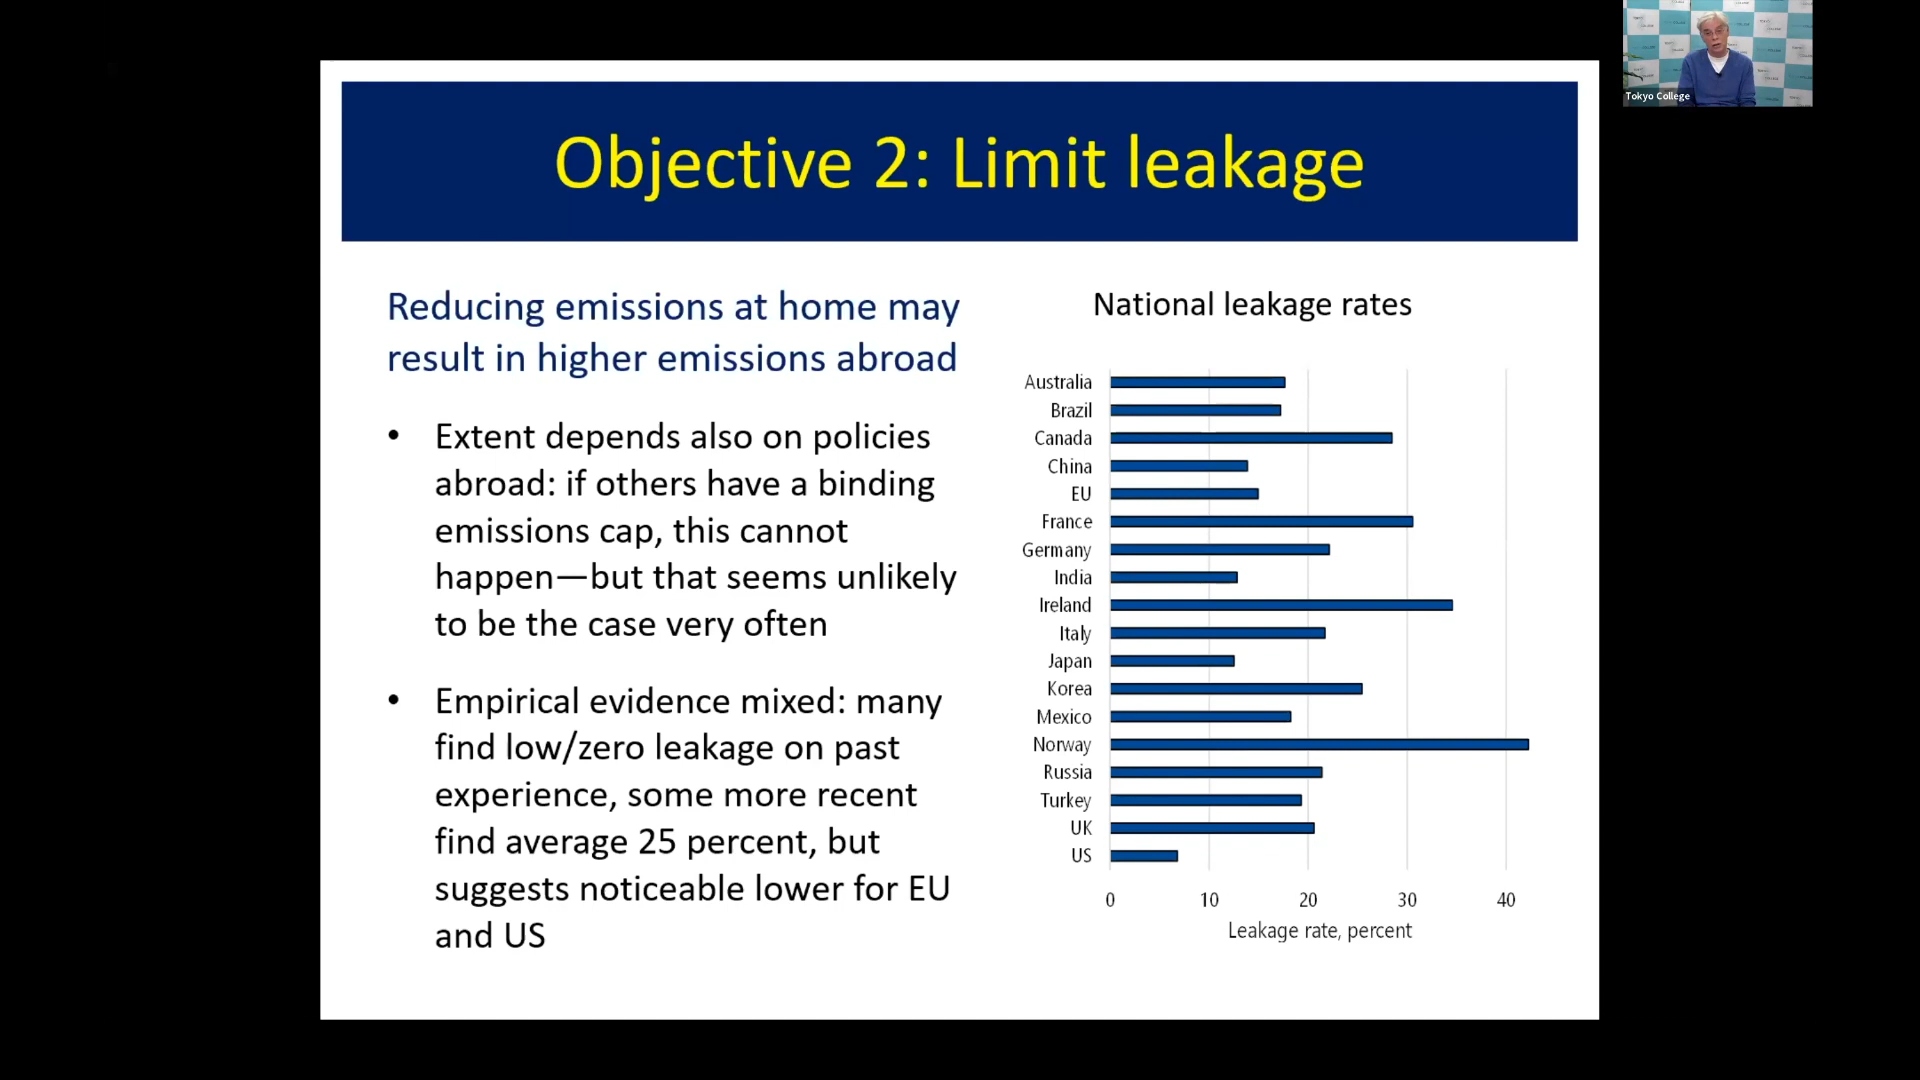 Objective 2: Limit leakage
Reducing emissions at home may
result in higher emissions abroad
• Extent depends also on policies
abroad: if others have a binding
emissions cap, this cannot
happen—but that seems unlikely
to be the case very often
• Empirical evidence mixed: many
find low/zero leakage on past
experience, some more recent
find average 25 percent, but
suggests noticeable lower for EU
and US
National leakage rates
Australia
Brazil
Canada
China
EU
France
Germany
India
Ireland
Italy
Japan
Korea
Mexico
Norway
Russia
Turkey
UK
US
0 10 20 30 40
Leakage rate, percent
Tokyo College